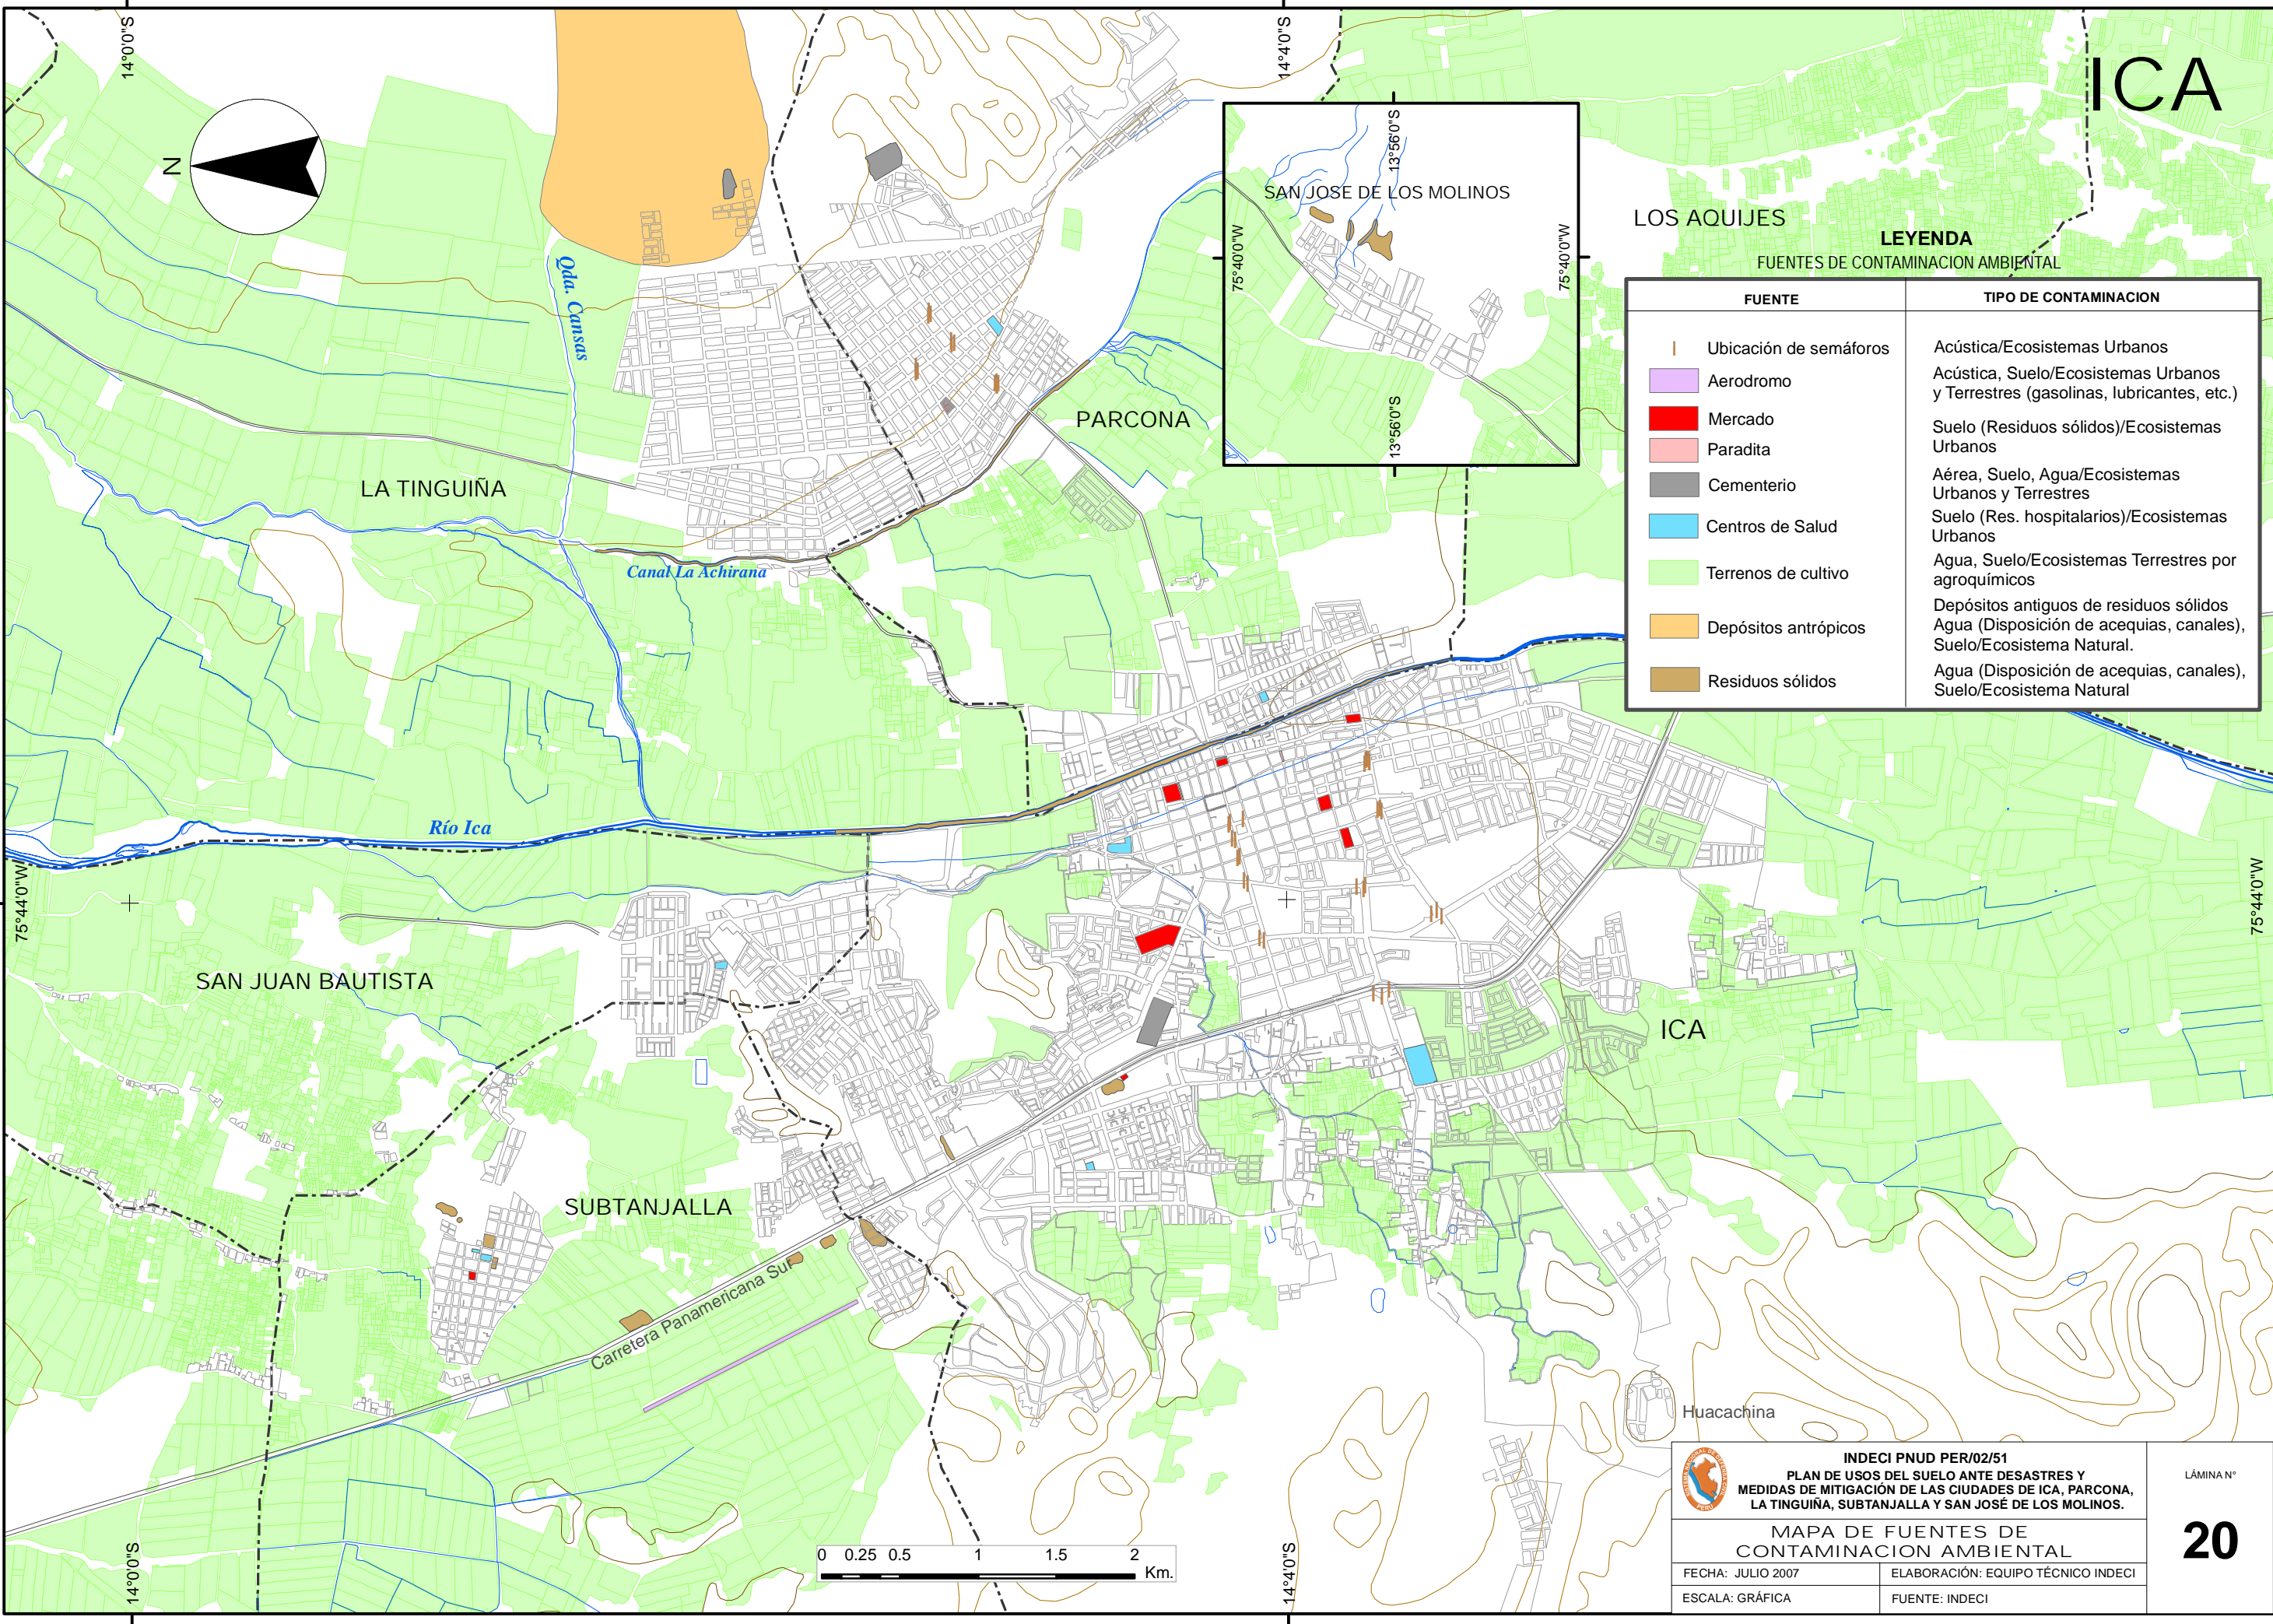 14°0'0"S
14°4'0"S
ICA
N
13°56'0"S
SAN JOSE DE LOS MOLINOS
75°40'0"W
75°40'0"W
13°56'0"S
LOS AQUIJES
LEYENDA
FUENTES DE CONTAMINACION AMBIENTAL
FUENTE
TIPO DE CONTAMINACION
Ubicación de semáforos
Acústica/Ecosistemas Urbanos
Aerodromo
Acústica, Suelo/Ecosistemas Urbanos
y Terrestres (gasolinas, lubricantes, etc.)
Mercado
Paradita
Suelo (Residuos sólidos)/Ecosistemas
Urbanos
Cementerio
Aérea, Suelo, Agua/Ecosistemas
Urbanos y Terrestres
Centros de Salud
Suelo (Res. hospitalarios)/Ecosistemas
Urbanos
Terrenos de cultivo
Agua, Suelo/Ecosistemas Terrestres por
agroquímicos
Depósitos antrópicos
Depósitos antiguos de residuos sólidos
Agua (Disposición de acequias, canales),
Suelo/Ecosistema Natural.
Residuos sólidos
Agua (Disposición de acequias, canales),
Suelo/Ecosistema Natural
Qda. Cansas
PARCONA
LA TINGUIÑA
Canal La Achirana
Río Ica
75°44'0"W
75°44'0"W
SAN JUAN BAUTISTA
ICA
SUBTANJALLA
Carretera Panamericana Sur
Huacachina
14°0'0"S
0 0.25 0.5 1 1.5 2
Km.
14°4'0"S
INDECI PNUD PER/02/51
PLAN DE USOS DEL SUELO ANTE DESASTRES Y
MEDIDAS DE MITIGACIÓN DE LAS CIUDADES DE ICA, PARCONA,
LA TINGUIÑA, SUBTANJALLA Y SAN JOSÉ DE LOS MOLINOS.
MAPA DE FUENTES DE
CONTAMINACION AMBIENTAL
FECHA: JULIO 2007
ELABORACIÓN: EQUIPO TÉCNICO INDECI
ESCALA: GRÁFICA
FUENTE: INDECI
LÁMINA N°
20